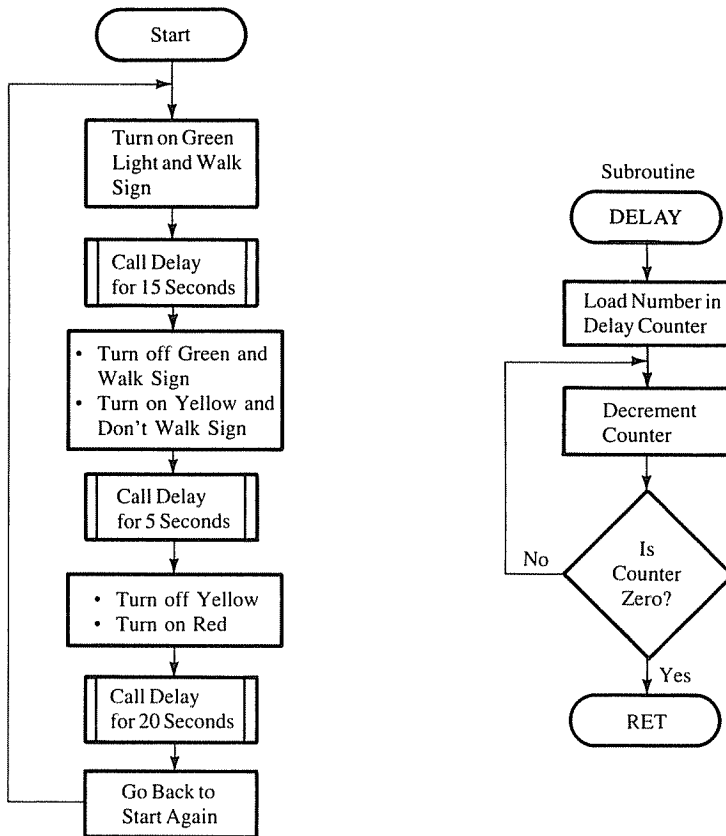 Start
Turn on Green
Light and Walk
Sign
Call Delay
for 15 Seconds
• Turn off Green and
Walk Sign
• Turn on Yellow and
Don't Walk Sign
Call Delay
for 5 Seconds
• Turn off Yellow
• Turn on Red
Call Delay
for 20 Seconds
Go Back to
Start Again
Subroutine
DELAY
Load Number in
Delay Counter
Decrement
Counter
No
Is
Counter
Zero?
Yes
RET